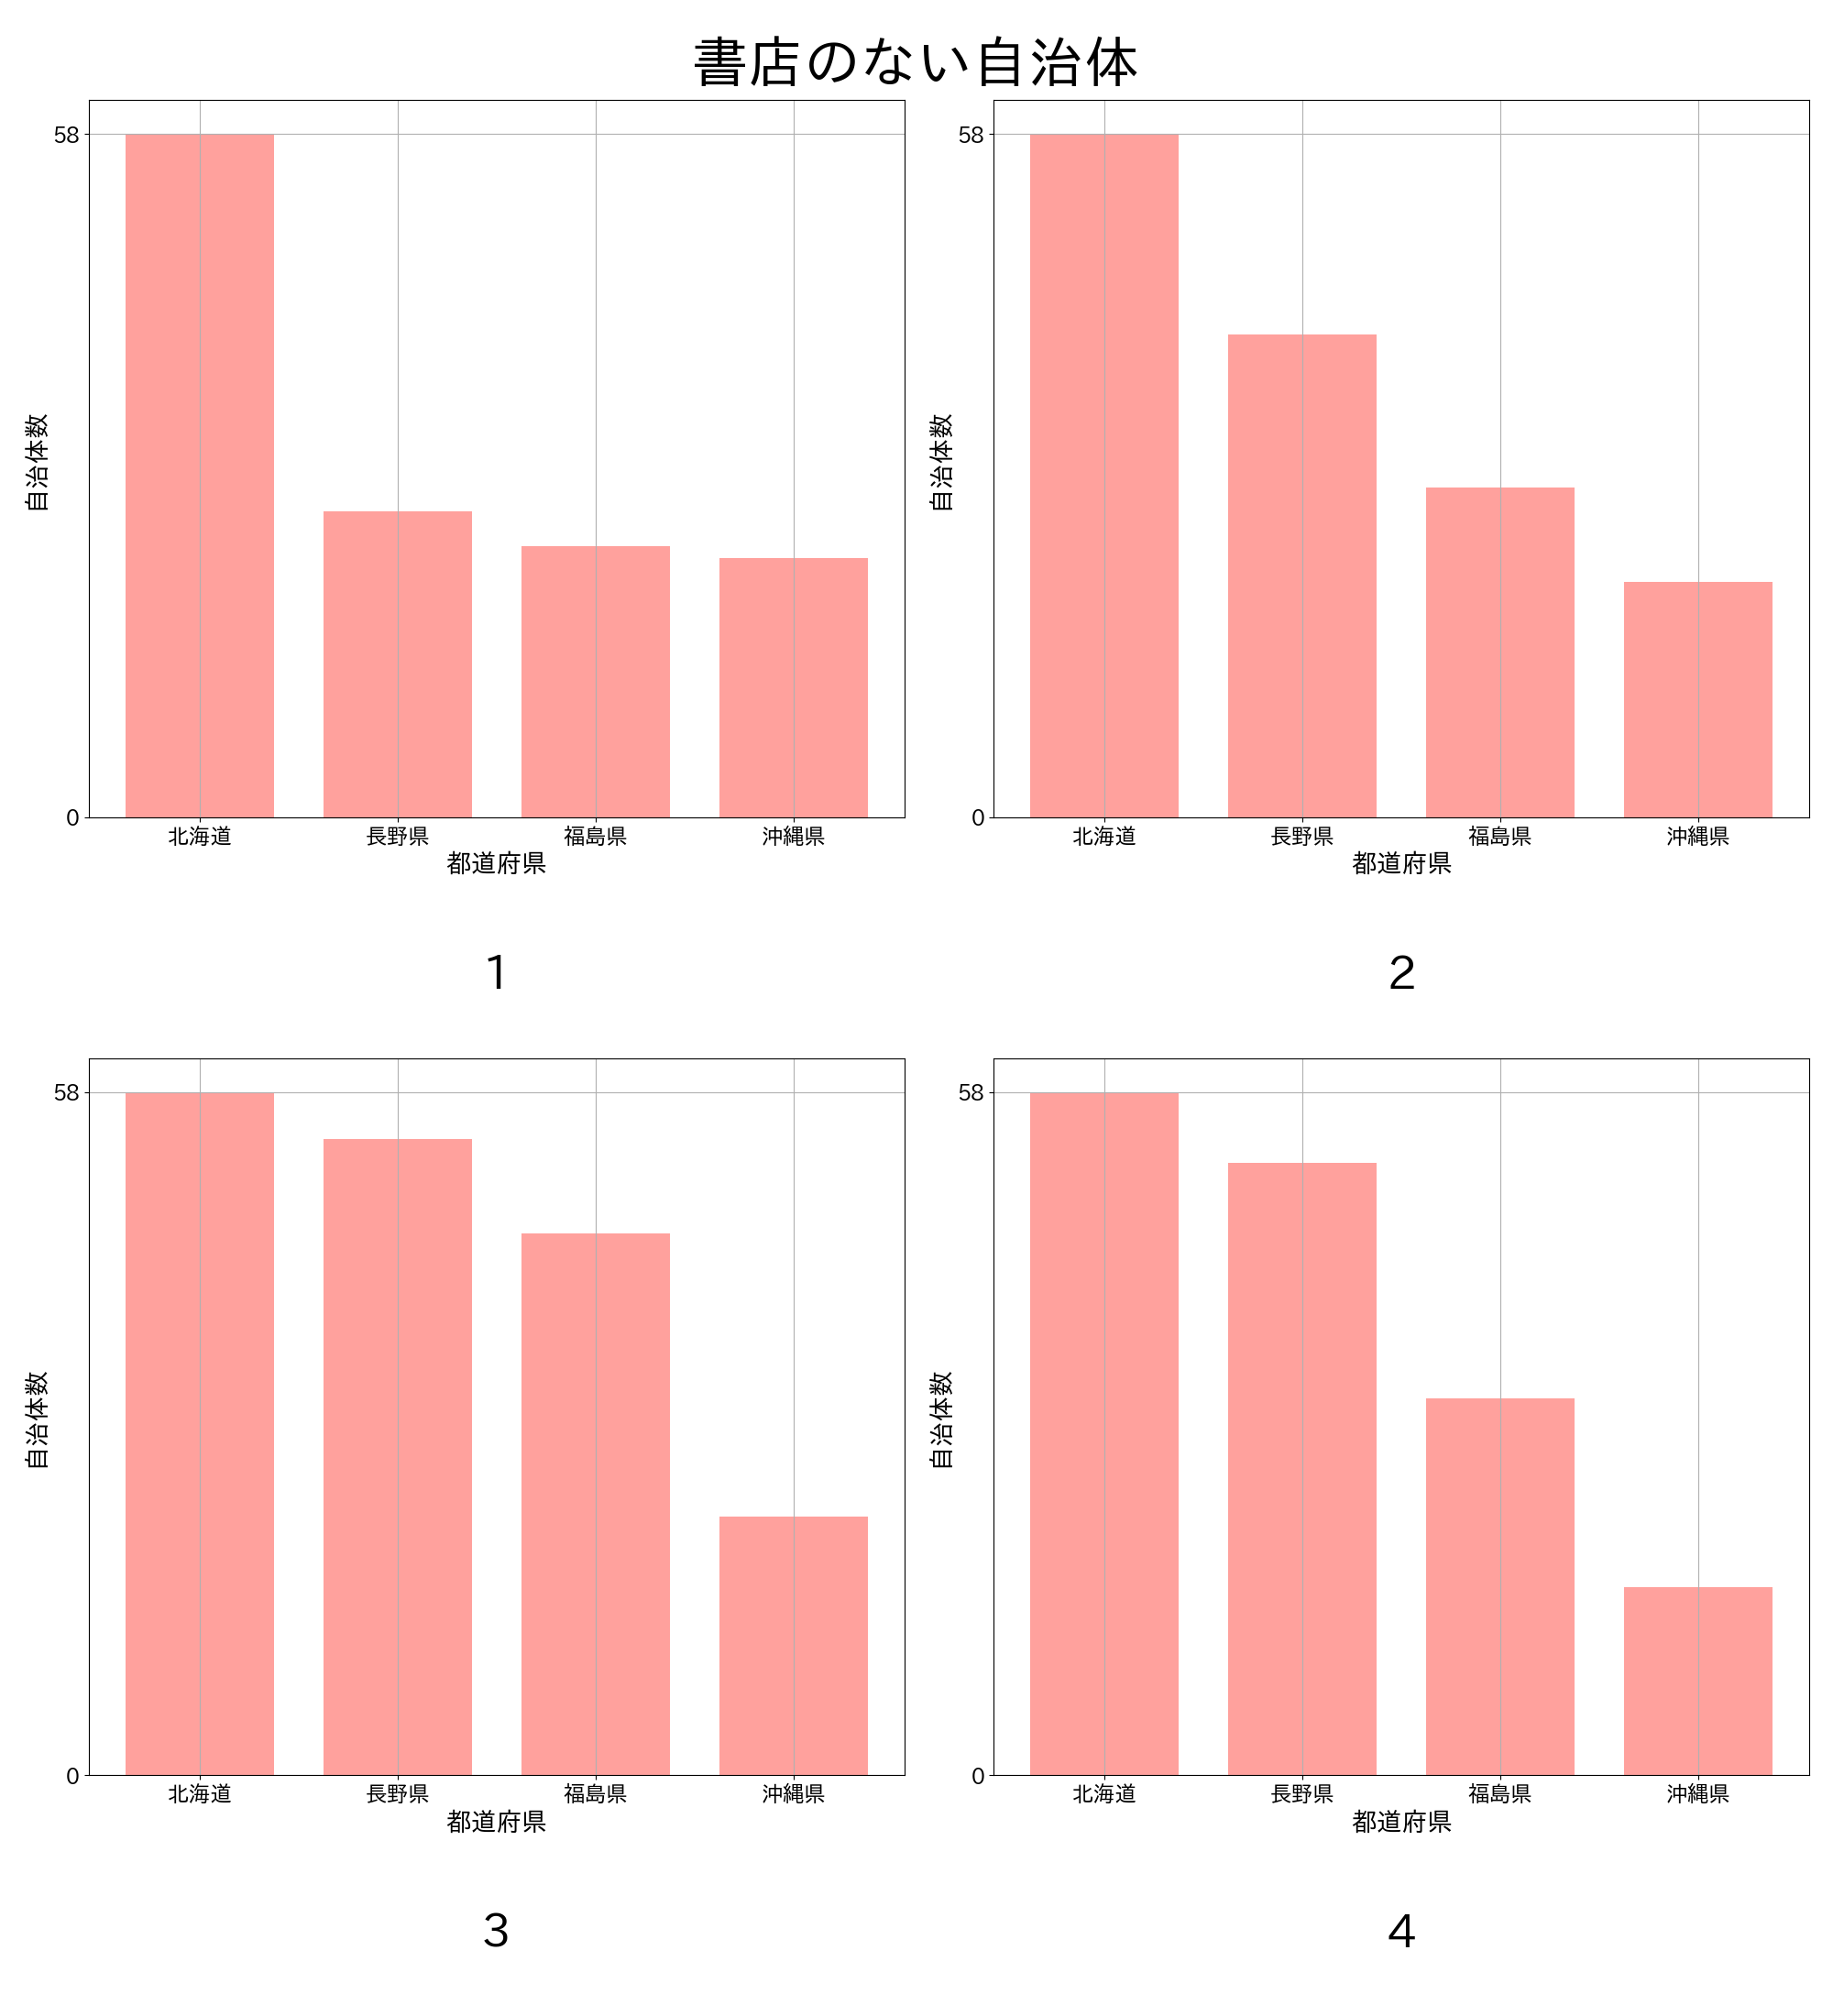 書店のない自治体
58
0
自治体数
北海道 長野県 福島県 沖縄県
都道府県
1
58
0
自治体数
北海道 長野県 福島県 沖縄県
都道府県
2
58
0
自治体数
北海道 長野県 福島県 沖縄県
都道府県
3
58
0
自治体数
北海道 長野県 福島県 沖縄県
都道府県
4